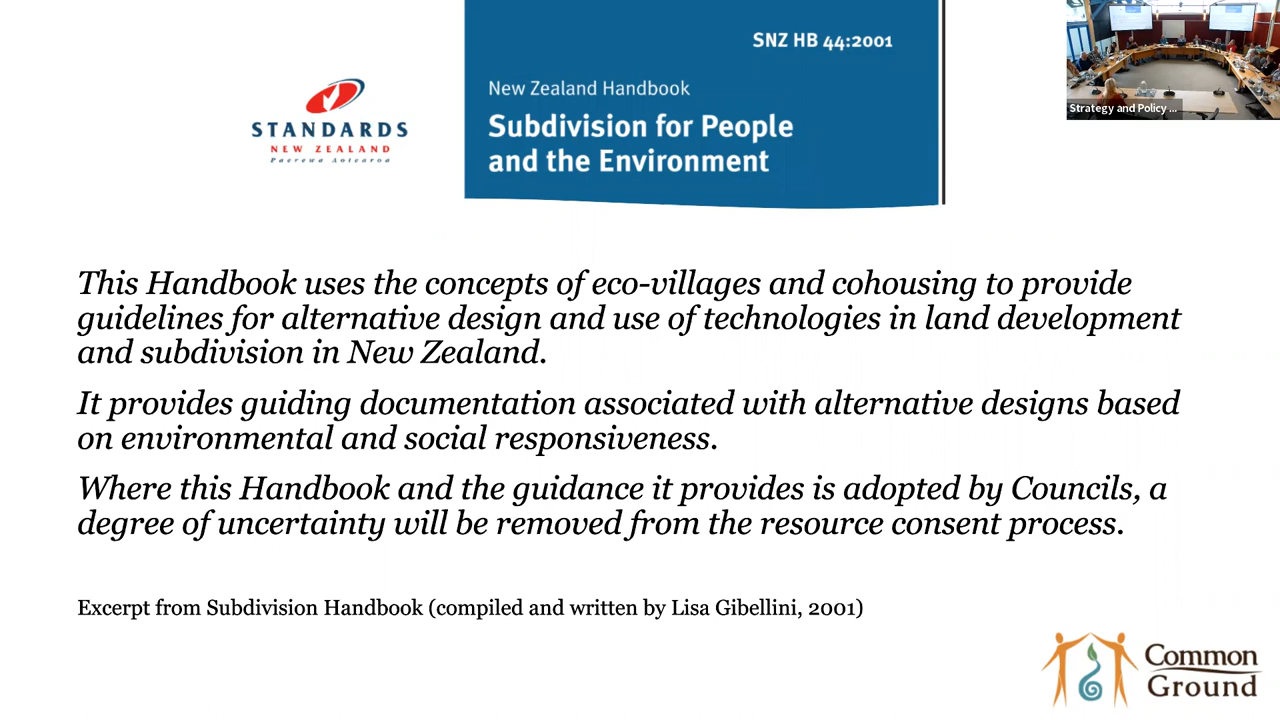 SNZ HB 44:2001
New Zealand Handbook
Subdivision for People
and the Environment
STANDARDS
NEW ZEALAND
Paerewa Aotearoa
Strategy and Policy ...
This Handbook uses the concepts of eco-villages and cohousing to provide
guidelines for alternative design and use of technologies in land development
and subdivision in New Zealand.
It provides guiding documentation associated with alternative designs based
on environmental and social responsiveness.
Where this Handbook and the guidance it provides is adopted by Councils, a
degree of uncertainty will be removed from the resource consent process.
Excerpt from Subdivision Handbook (compiled and written by Lisa Gibellini, 2001)
Common
Ground